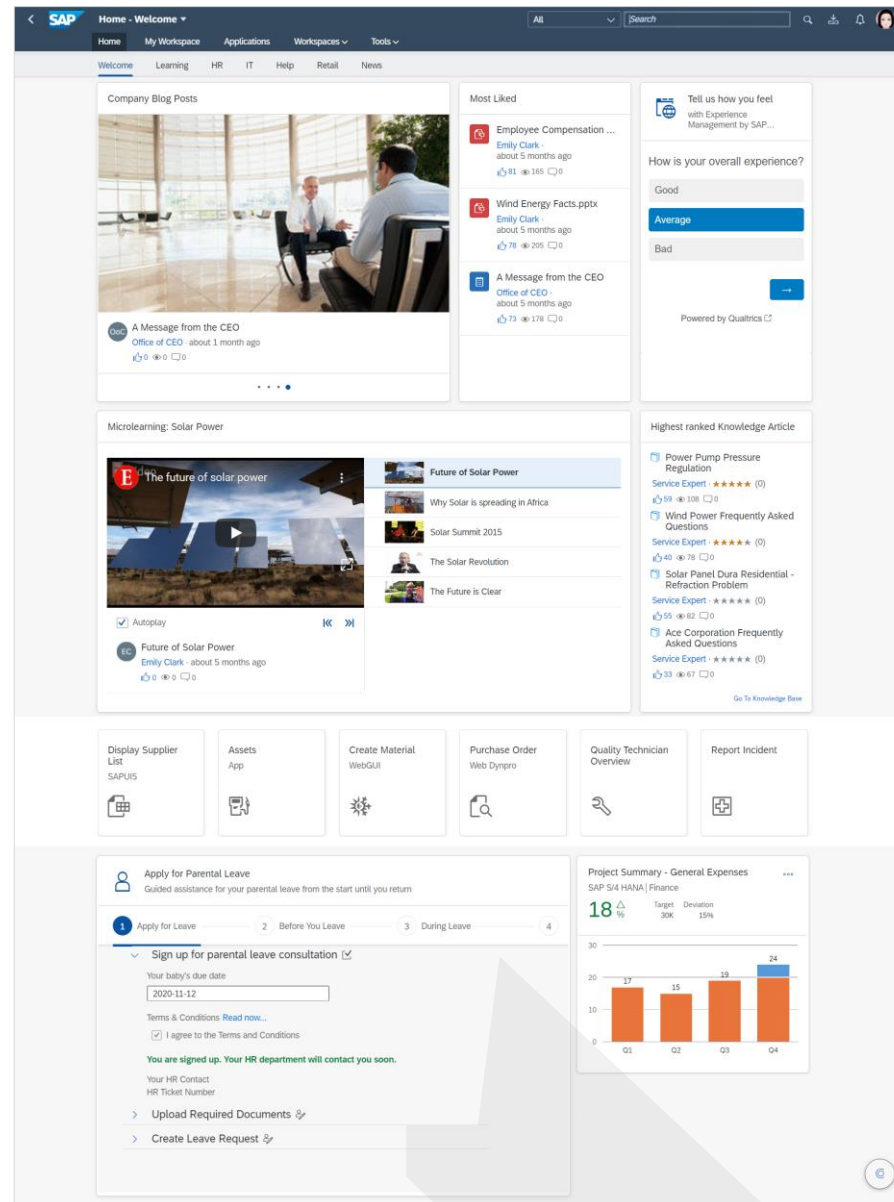 SAP
Home - Welcome
All
Search
Home
My Workspace
Applications
Workspaces
Tools
Welcome
Learning
HR
IT
Help
Retail
News
Company Blog Posts
OoC
A Message from the CEO
Office of CEO · about 1 month ago
0 0 0
Most Liked
Employee Compensation ...
Emily Clark ·
about 5 months ago
81 165 0
Wind Energy Facts.pptx
Emily Clark ·
about 5 months ago
78 205 0
A Message from the CEO
Office of CEO ·
about 5 months ago
73 178 0
Tell us how you feel
with Experience
Management by SAP...
How is your overall experience?
Good
Average
Bad
→
Powered by Qualtrics
Microlearning: Solar Power
E
The future of solar power
Autoplay
EC
Future of Solar Power
Emily Clark · about 5 months ago
0 0 0
Future of Solar Power
Why Solar is spreading in Africa
Solar Summit 2015
The Solar Revolution
The Future is Clear
Highest ranked Knowledge Article
Power Pump Pressure
Regulation
Service Expert · ★★★★★ (0)
59 108 0
Wind Power Frequently Asked
Questions
Service Expert · ★★★★★ (0)
40 78 0
Solar Panel Dura Residential -
Refraction Problem
Service Expert · ★★★★★ (0)
55 82 0
Ace Corporation Frequently
Asked Questions
Service Expert · ★★★★★ (0)
33 67 0
Go To Knowledge Base
Display Supplier
List
SAPUI5
Assets
App
Create Material
WebGUI
Purchase Order
Web Dynpro
Quality Technician
Overview
Report Incident
Apply for Parental Leave
Guided assistance for your parental leave from the start until you return
1 Apply for Leave
2 Before You Leave
3 During Leave
4
Sign up for parental leave consultation
Your baby's due date
2020-11-12
Terms & Conditions Read now...
I agree to the Terms and Conditions
You are signed up. Your HR department will contact you soon.
Your HR Contact
HR Ticket Number
Upload Required Documents
Create Leave Request
Project Summary - General Expenses
SAP S/4 HANA | Finance
18 %
Target Deviation
30K 15%
30
20
10
0
17
15
19
24
Q1
Q2
Q3
Q4